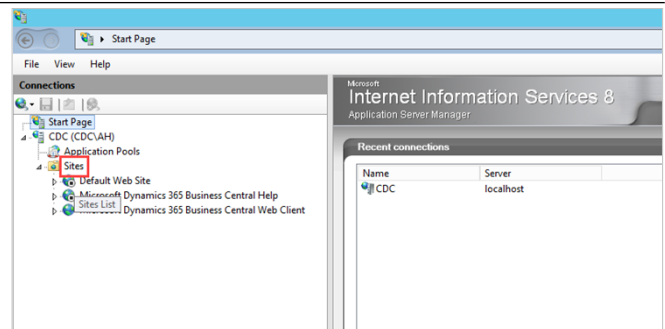 Start Page
File View Help
Connections
Start Page
CDC (CDC\AH)
Application Pools
Sites
Default Web Site
Microsoft Dynamics 365 Business Central Help
Sites List
Microsoft Dynamics 365 Business Central Web Client
Microsoft
Internet Information Services 8
Application Server Manager
Recent connections
Name Server
CDC localhost